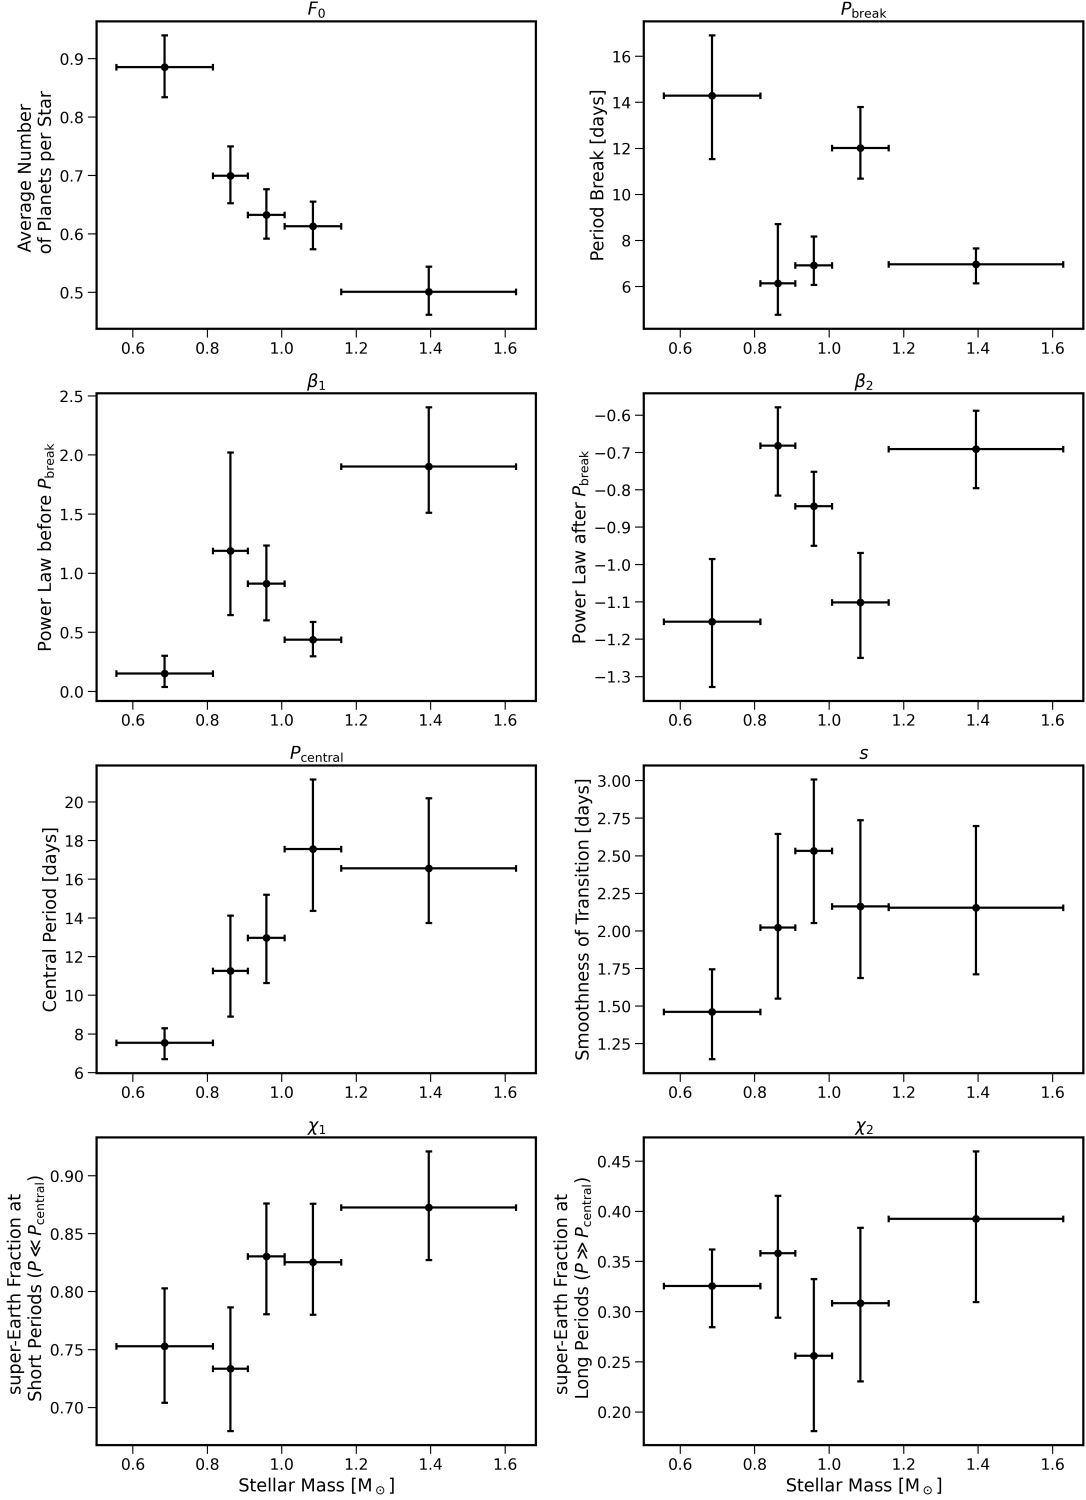 F₀
Average Number
of Planets per Star
0.9
0.8
0.7
0.6
0.5
0.6 0.8 1.0 1.2 1.4 1.6
P_break
Period Break [days]
16
14
12
10
8
6
0.6 0.8 1.0 1.2 1.4 1.6
β₁
Power Law before P_break
2.5
2.0
1.5
1.0
0.5
0.0
0.6 0.8 1.0 1.2 1.4 1.6
β₂
Power Law after P_break
−0.6
−0.7
−0.8
−0.9
−1.0
−1.1
−1.2
−1.3
0.6 0.8 1.0 1.2 1.4 1.6
P_central
Central Period [days]
20
18
16
14
12
10
8
6
0.6 0.8 1.0 1.2 1.4 1.6
s
Smoothness of Transition [days]
3.00
2.75
2.50
2.25
2.00
1.75
1.50
1.25
0.6 0.8 1.0 1.2 1.4 1.6
χ₁
super-Earth Fraction at
Short Periods (P ≪ P_central)
0.90
0.85
0.80
0.75
0.70
0.6 0.8 1.0 1.2 1.4 1.6
Stellar Mass [M☉]
χ₂
super-Earth Fraction at
Long Periods (P ≫ P_central)
0.45
0.40
0.35
0.30
0.25
0.20
0.6 0.8 1.0 1.2 1.4 1.6
Stellar Mass [M☉]